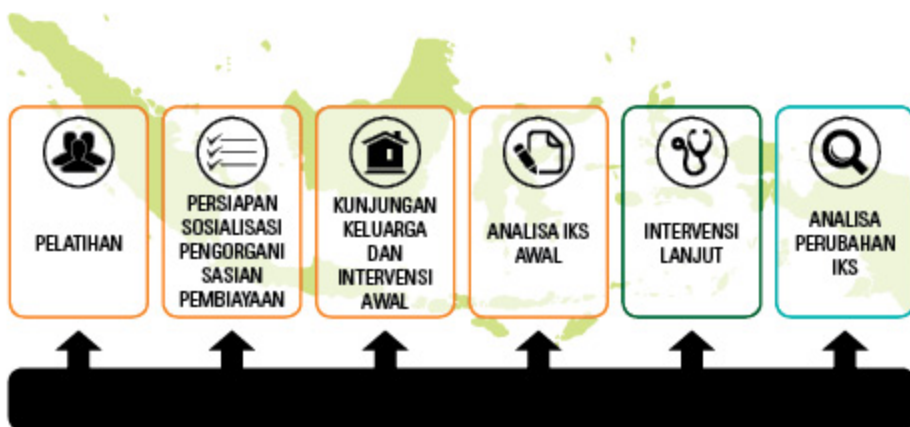 PELATIHAN
PERSIAPAN
SOSIALISASI
PENGORGANI
SASIAN
PEMBIAYAAN
KUNJUNGAN
KELUARGA
DAN
INTERVENSI
AWAL
ANALISA IKS
AWAL
INTERVENSI
LANJUT
ANALISA
PERUBAHAN
IKS